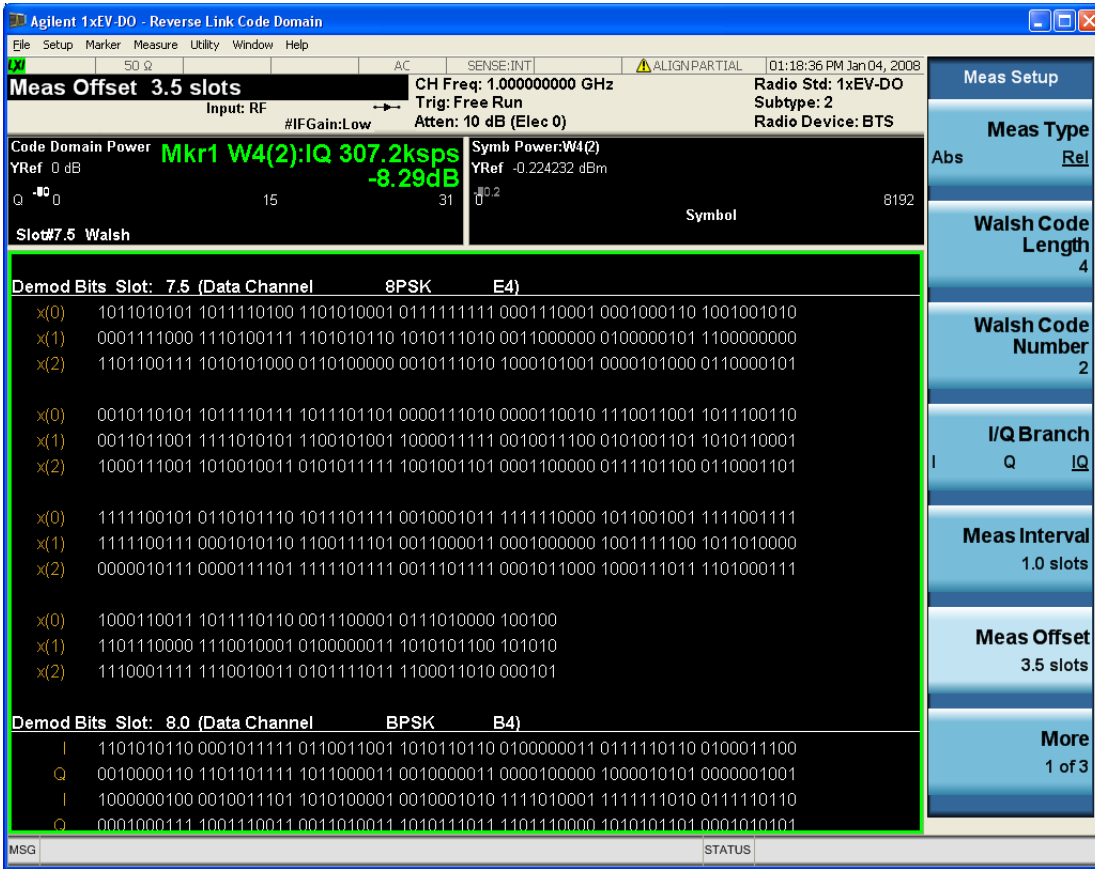 Agilent 1xEV-DO - Reverse Link Code Domain
File Setup Marker Measure Utility Window Help
LXI 50 Ω AC SENSE:INT ALIGN PARTIAL 01:18:36 PM Jan 04, 2008
Meas Offset 3.5 slots
Input: RF
#IFGain:Low
CH Freq: 1.000000000 GHz
Trig: Free Run
Atten: 10 dB (Elec 0)
Radio Std: 1xEV-DO
Subtype: 2
Radio Device: BTS
Code Domain Power
Mkr1 W4(2):IQ 307.2ksps
-8.29dB
YRef 0 dB
Q 0 15 31
Slot#7.5 Walsh
Symb Power:W4(2)
YRef -0.224232 dBm
8192
Symbol
Demod Bits Slot: 7.5 (Data Channel 8PSK E4)
x(0) 1011010101 1011110100 1101010001 0111111111 0001110001 0001000110 1001001010
x(1) 0001111000 1110100111 1101010110 1010111010 0011000000 0100000101 1100000000
x(2) 1101100111 1010101000 0110100000 0010111010 1000101001 0000101000 0110000101
x(0) 0010110101 1011110111 1011101101 0000111010 0000110010 1110011001 1011100110
x(1) 0011011001 1111010101 1100101001 1000011111 0010011100 0101001101 1010110001
x(2) 1000111001 1010010011 0101011111 1001001101 0001100000 0111101100 0110001101
x(0) 1111100101 0110101110 1011101111 0010001011 1111110000 1011001001 1111001111
x(1) 1111100111 0001010110 1100111101 0011000011 0001000000 1001111100 1011010000
x(2) 0000010111 0000111101 1111101111 0011101111 0001011000 1000111011 1101000111
x(0) 1000110011 1011110110 0011100001 0111010000 100100
x(1) 1101110000 1110010001 0100000011 1010101100 101010
x(2) 1110001111 1110010011 0101111011 1100011010 000101
Demod Bits Slot: 8.0 (Data Channel BPSK B4)
I 1101010110 0001011111 0110011001 1010110110 0100000011 0111110110 0100011100
Q 0010000110 1101101111 1011000011 0010000011 0000100000 1000010101 0000001001
I 1000000100 0010011101 1010100001 0010001010 1111010001 1111111010 0111110110
Q 0001000111 1001110011 0011010011 1010111011 1101110000 1010101101 0001010101
MSG STATUS
Meas Setup
Meas Type
Abs Rel
Walsh Code
Length
4
Walsh Code
Number
2
I/Q Branch
I Q IQ
Meas Interval
1.0 slots
Meas Offset
3.5 slots
More
1 of 3